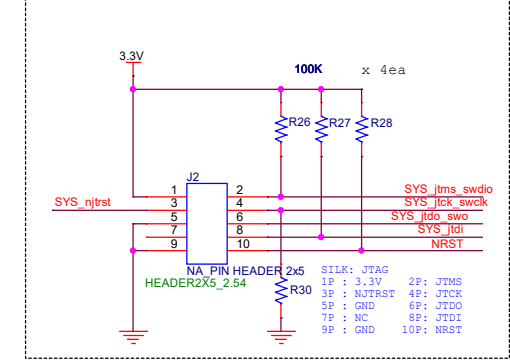 3.3V
100K x 4ea
R26 R27 R28
J2
SYS_njtrst
1 2
3 4
5 6
7 8
9 10
SYS_jtms_swdio
SYS_jtck_swclk
SYS_jtdo_swo
SYS_jtdi
NRST
NA_PIN HEADER 2x5
HEADER2X5_2.54
R30
SILK: JTAG
1P : 3.3V 2P: JTMS
3P : NJTRST 4P: JTCK
5P : GND 6P: JTDO
7P : NC 8P: JTDI
9P : GND 10P: NRST